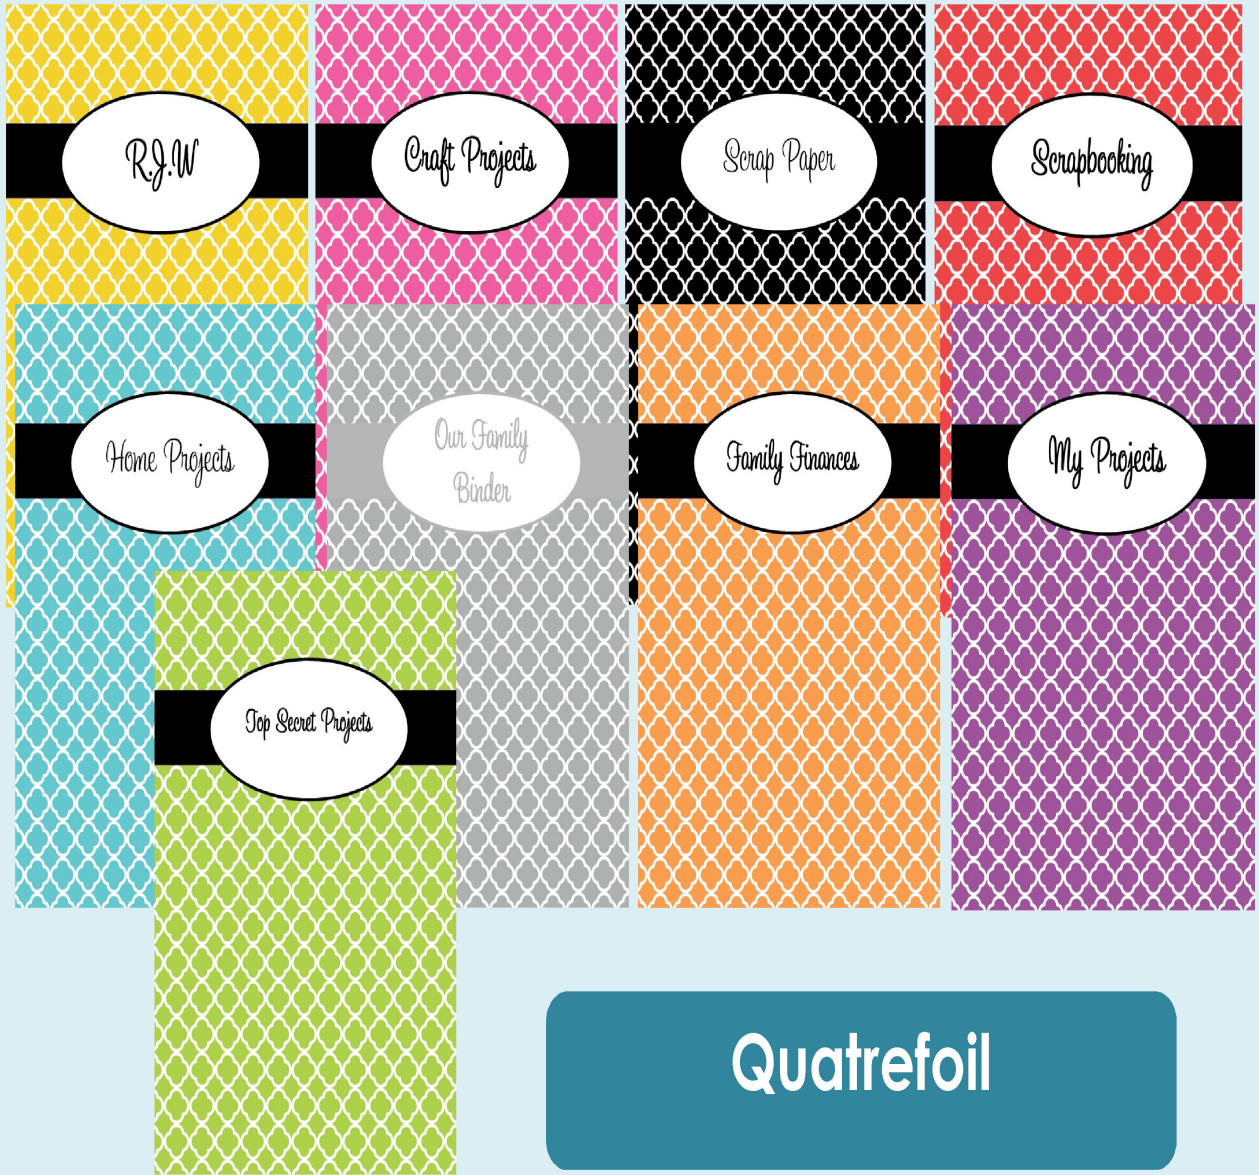 R.J.W
Craft Projects
Scrap Paper
Scrapbooking
Home Projects
Our Family
Binder
Family Finances
My Projects
Top Secret Projects
Quatrefoil